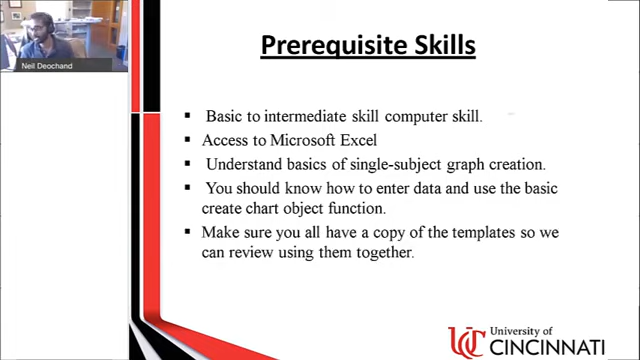 Prerequisite Skills
Neil Deochand
▪ Basic to intermediate skill computer skill.
▪ Access to Microsoft Excel
▪ Understand basics of single-subject graph creation.
▪ You should know how to enter data and use the basic
create chart object function.
▪ Make sure you all have a copy of the templates so we
can review using them together.
UC
University of
CINCINNATI